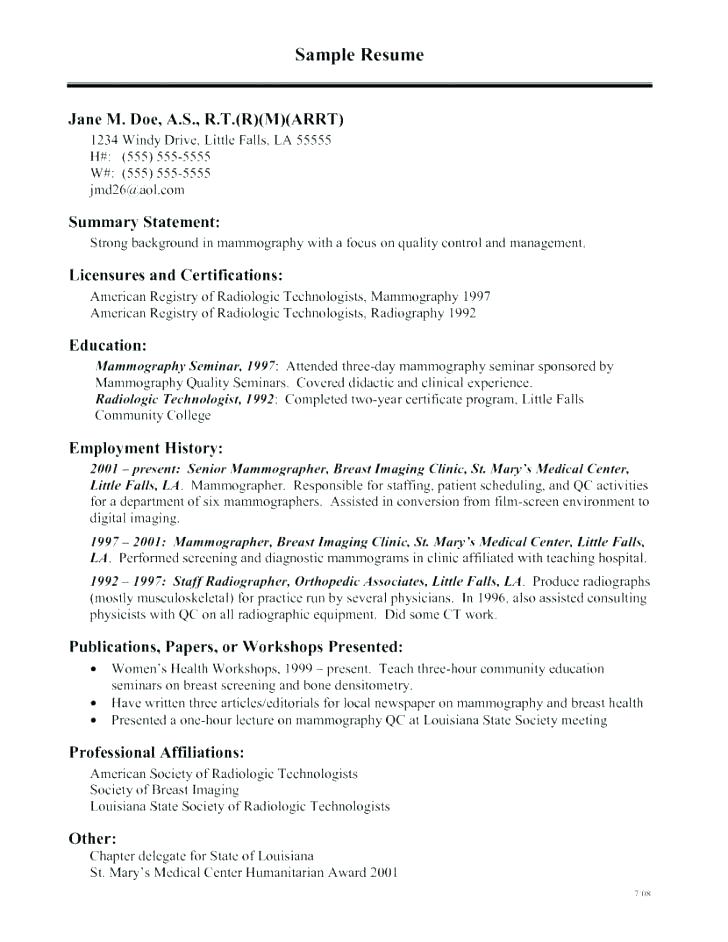 Sample Resume
Jane M. Doe, A.S., R.T.(R)(M)(ARRT)
1234 Windy Drive, Little Falls, LA 55555
H#: (555) 555-5555
W#: (555) 555-5555
jmd26@aol.com
Summary Statement:
Strong background in mammography with a focus on quality control and management.
Licensures and Certifications:
American Registry of Radiologic Technologists, Mammography 1997
American Registry of Radiologic Technologists, Radiography 1992
Education:
Mammography Seminar, 1997: Attended three-day mammography seminar sponsored by
Mammography Quality Seminars. Covered didactic and clinical experience.
Radiologic Technologist, 1992: Completed two-year certificate program, Little Falls
Community College
Employment History:
2001 – present: Senior Mammographer, Breast Imaging Clinic, St. Mary's Medical Center,
Little Falls, LA. Mammographer. Responsible for staffing, patient scheduling, and QC activities
for a department of six mammographers. Assisted in conversion from film-screen environment to
digital imaging.
1997 – 2001: Mammographer, Breast Imaging Clinic, St. Mary's Medical Center, Little Falls,
LA. Performed screening and diagnostic mammograms in clinic affiliated with teaching hospital.
1992 – 1997: Staff Radiographer, Orthopedic Associates, Little Falls, LA. Produce radiographs
(mostly musculoskeletal) for practice run by several physicians. In 1996, also assisted consulting
physicists with QC on all radiographic equipment. Did some CT work.
Publications, Papers, or Workshops Presented:
• Women's Health Workshops, 1999 – present. Teach three-hour community education
seminars on breast screening and bone densitometry.
• Have written three articles/editorials for local newspaper on mammography and breast health
• Presented a one-hour lecture on mammography QC at Louisiana State Society meeting
Professional Affiliations:
American Society of Radiologic Technologists
Society of Breast Imaging
Louisiana State Society of Radiologic Technologists
Other:
Chapter delegate for State of Louisiana
St. Mary's Medical Center Humanitarian Award 2001
7/08